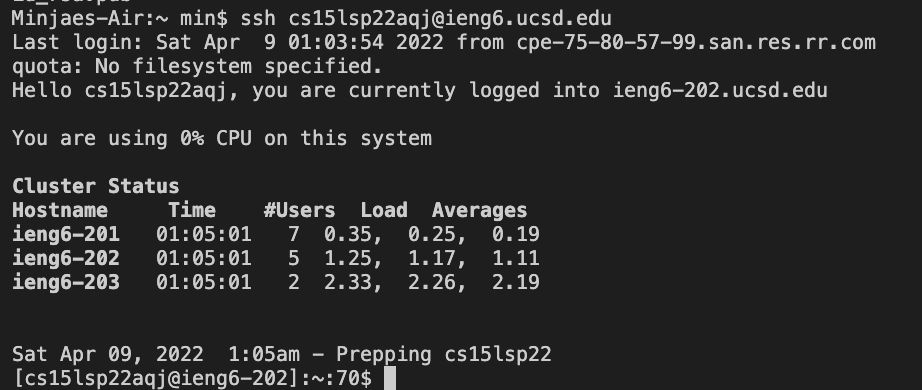 Minjaes-Air:~ min$ ssh cs15lsp22aqj@ieng6.ucsd.edu
Last login: Sat Apr  9 01:03:54 2022 from cpe-75-80-57-99.san.res.rr.com
quota: No filesystem specified.
Hello cs15lsp22aqj, you are currently logged into ieng6-202.ucsd.edu
You are using 0% CPU on this system
Cluster Status
Hostname     Time    #Users  Load  Averages
ieng6-201   01:05:01   7  0.35,  0.25,  0.19
ieng6-202   01:05:01   5  1.25,  1.17,  1.11
ieng6-203   01:05:01   2  2.33,  2.26,  2.19
Sat Apr 09, 2022  1:05am - Prepping cs15lsp22
[cs15lsp22aqj@ieng6-202]:~:70$